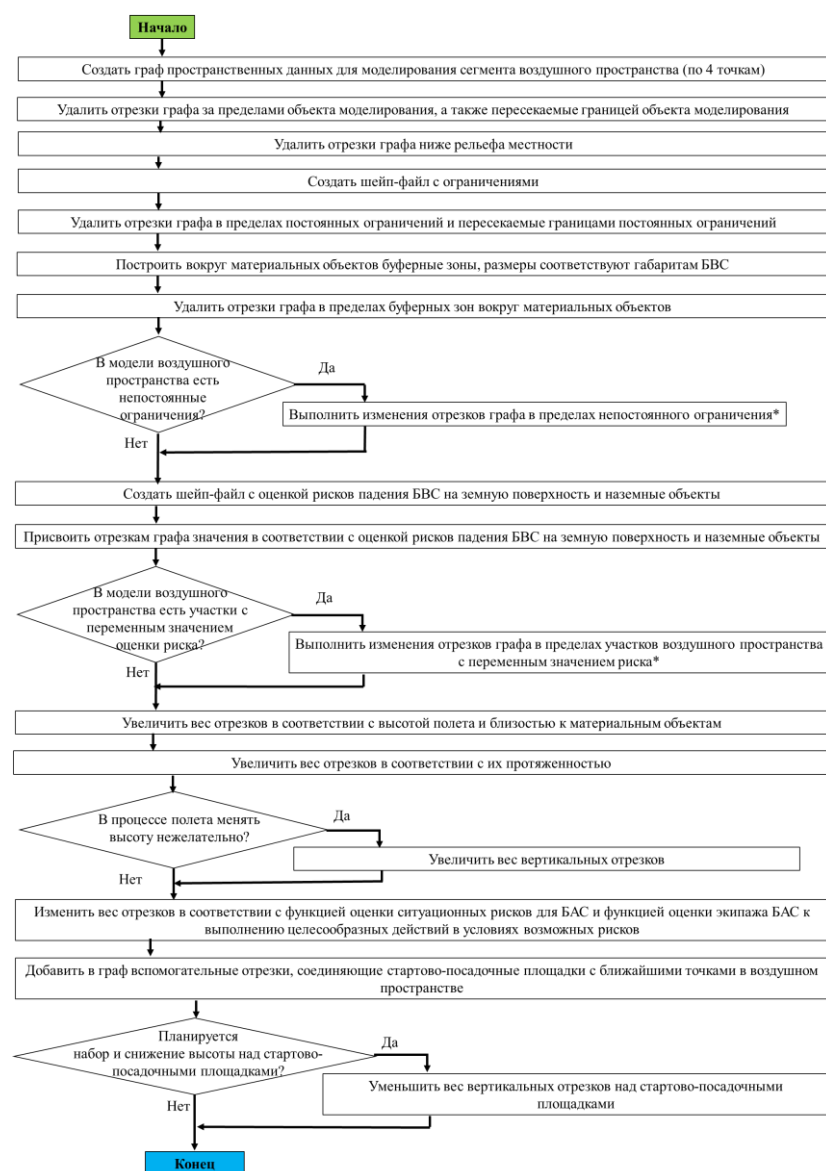 Начало
Создать граф пространственных данных для моделирования сегмента воздушного пространства (по 4 точкам)
Удалить отрезки графа за пределами объекта моделирования, а также пересекаемые границей объекта моделирования
Удалить отрезки графа ниже рельефа местности
Создать шейп-файл с ограничениями
Удалить отрезки графа в пределах постоянных ограничений и пересекаемые границами постоянных ограничений
Построить вокруг материальных объектов буферные зоны, размеры соответствуют габаритам БВС
Удалить отрезки графа в пределах буферных зон вокруг материальных объектов
В модели воздушного
пространства есть
непостоянные
ограничения?
Да
Выполнить изменения отрезков графа в пределах непостоянного ограничения*
Нет
Создать шейп-файл с оценкой рисков падения БВС на земную поверхность и наземные объекты
Присвоить отрезкам графа значения в соответствии с оценкой рисков падения БВС на земную поверхность и наземные объекты
В модели воздушного
пространства есть участки с
переменным значением
оценки риска?
Да
Выполнить изменения отрезков графа в пределах участков воздушного пространства
с переменным значением риска*
Нет
Увеличить вес отрезков в соответствии с высотой полета и близостью к материальным объектам
Увеличить вес отрезков в соответствии с их протяженностью
В процессе полета менять
высоту нежелательно?
Да
Увеличить вес вертикальных отрезков
Нет
Изменить вес отрезков в соответствии с функцией оценки ситуационных рисков для БАС и функцией оценки экипажа БАС к
выполнению целесообразных действий в условиях возможных рисков
Добавить в граф вспомогательные отрезки, соединяющие стартово-посадочные площадки с ближайшими точками в воздушном
пространстве
Планируется
набор и снижение высоты над стартово-
посадочными площадками?
Да
Уменьшить вес вертикальных отрезков над стартово-посадочными
площадками
Нет
Конец